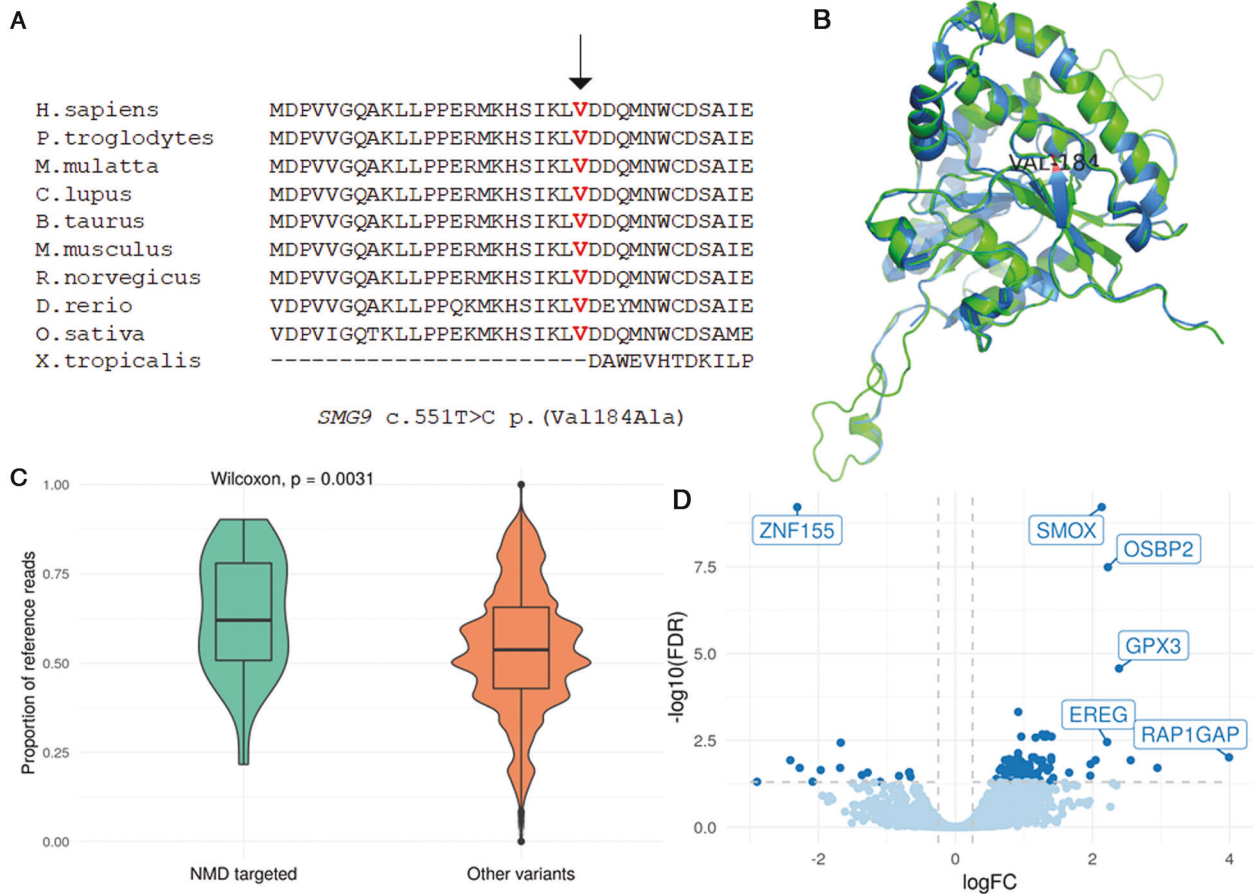 A
H.sapiens MDPVVGQAKLLPPERMKHSIKLVDDQMNWCDSAIE
P.troglodytes MDPVVGQAKLLPPERMKHSIKLVDDQMNWCDSAIE
M.mulatta MDPVVGQAKLLPPERMKHSIKLVDDQMNWCDSAIE
C.lupus MDPVVGQAKLLPPERMKHSIKLVDDQMNWCDSAIE
B.taurus MDPVVGQAKLLPPERMKHSIKLVDDQMNWCDSAIE
M.musculus MDPVVGQAKLLPPERMKHSIKLVDDQMNWCDSAIE
R.norvegicus MDPVVGQAKLLPPERMKHSIKLVDDQMNWCDSAIE
D.rerio VDPVVGQAKLLPPQKMKHSIKLVDEYMNWCDSAIE
O.sativa VDPVIGQTKLLPPERMKHSIKLVDDQMNWCDSAME
X.tropicalis -----------------------DAWEVHTDKILP
SMG9 c.551T>C p.(Val184Ala)
B
VAL-184
C
Wilcoxon, p = 0.0031
Proportion of reference reads
1.00
0.75
0.50
0.25
0.00
NMD targeted
Other variants
D
ZNF155
SMOX
OSBP2
GPX3
EREG
RAP1GAP
-log10(FDR)
7.5
5.0
2.5
0.0
-2
0
2
4
logFC